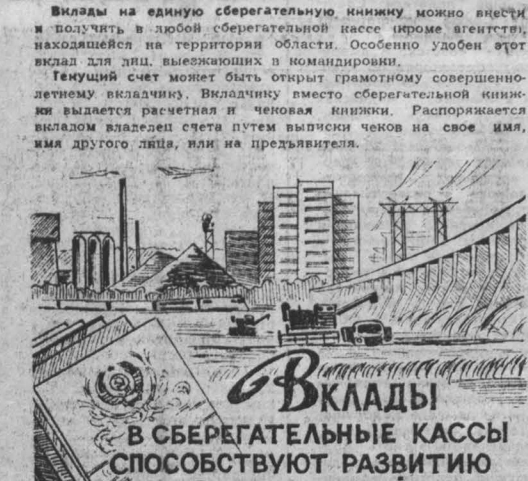 Вклады на единую сберегательную книжку можно внести
и получить в любой сберегательной кассе (кроме агентств),
находящейся на территории области. Особенно удобен этот
вклад для лиц, выезжающих в командировки.
Текущий счет может быть открыт грамотному совершенно-
летнему вкладчику. Вкладчику вместо сберегательной книж-
ки выдается расчетная и чековая книжки. Распоряжается
вкладом владелец счета путем выписки чеков на свое имя,
имя другого лица, или на предъявителя.
Вклады
в сберегательные кассы
способствуют развитию